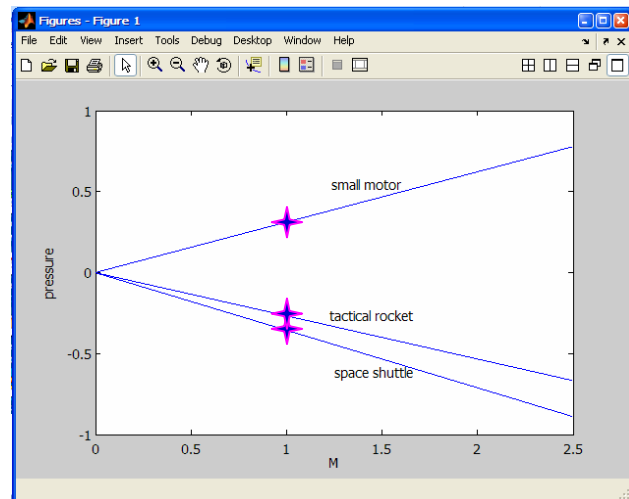 Figures - Figure 1
File Edit View Insert Tools Debug Desktop Window Help
1
0.5
0
-0.5
-1
pressure
small motor
tactical rocket
space shuttle
0 0.5 1 1.5 2 2.5
M